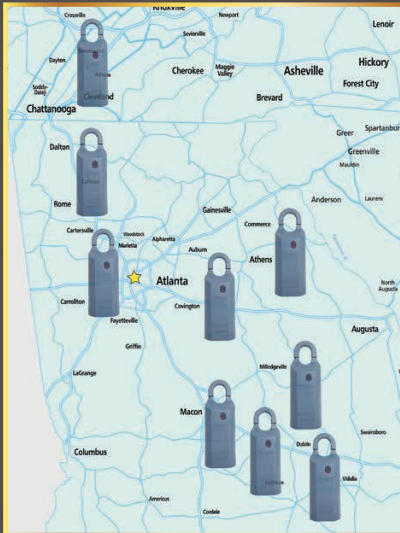 Knoxville
Crossville
Newport
Lenoir
Sevierville
Dayton
Cherokee
Maggie
Valley
Asheville
Hickory
Forest City
Athens
Cleveland
Soddy-
Daisy
Brevard
Chattanooga
Spartanburg
Greer
Dalton
Greenville
Mauldin
Calhoun
Anderson
Laurens
Rome
Gainesville
Commerce
Cartersville
Woodstock
Alpharetta
Marietta
Auburn
Athens
Atlanta
North
Augusta
Carrollton
Covington
Fayetteville
Augusta
Griffin
Milledgeville
LaGrange
Macon
Swainsboro
Dublin
Columbus
Vidalia
Americus
Cordele